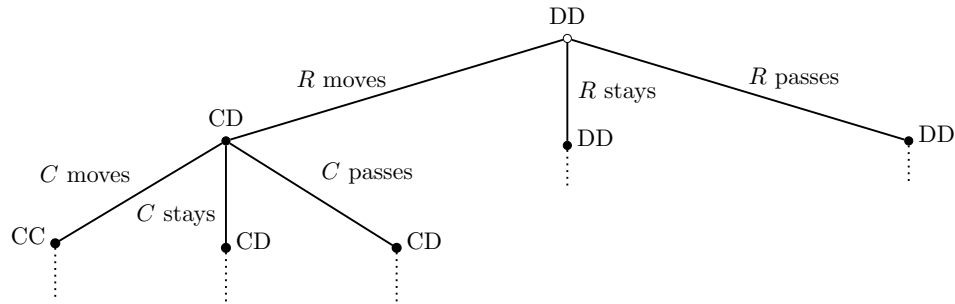 DD
R moves
R stays
R passes
CD
DD
DD
C moves
C stays
C passes
CC
CD
CD